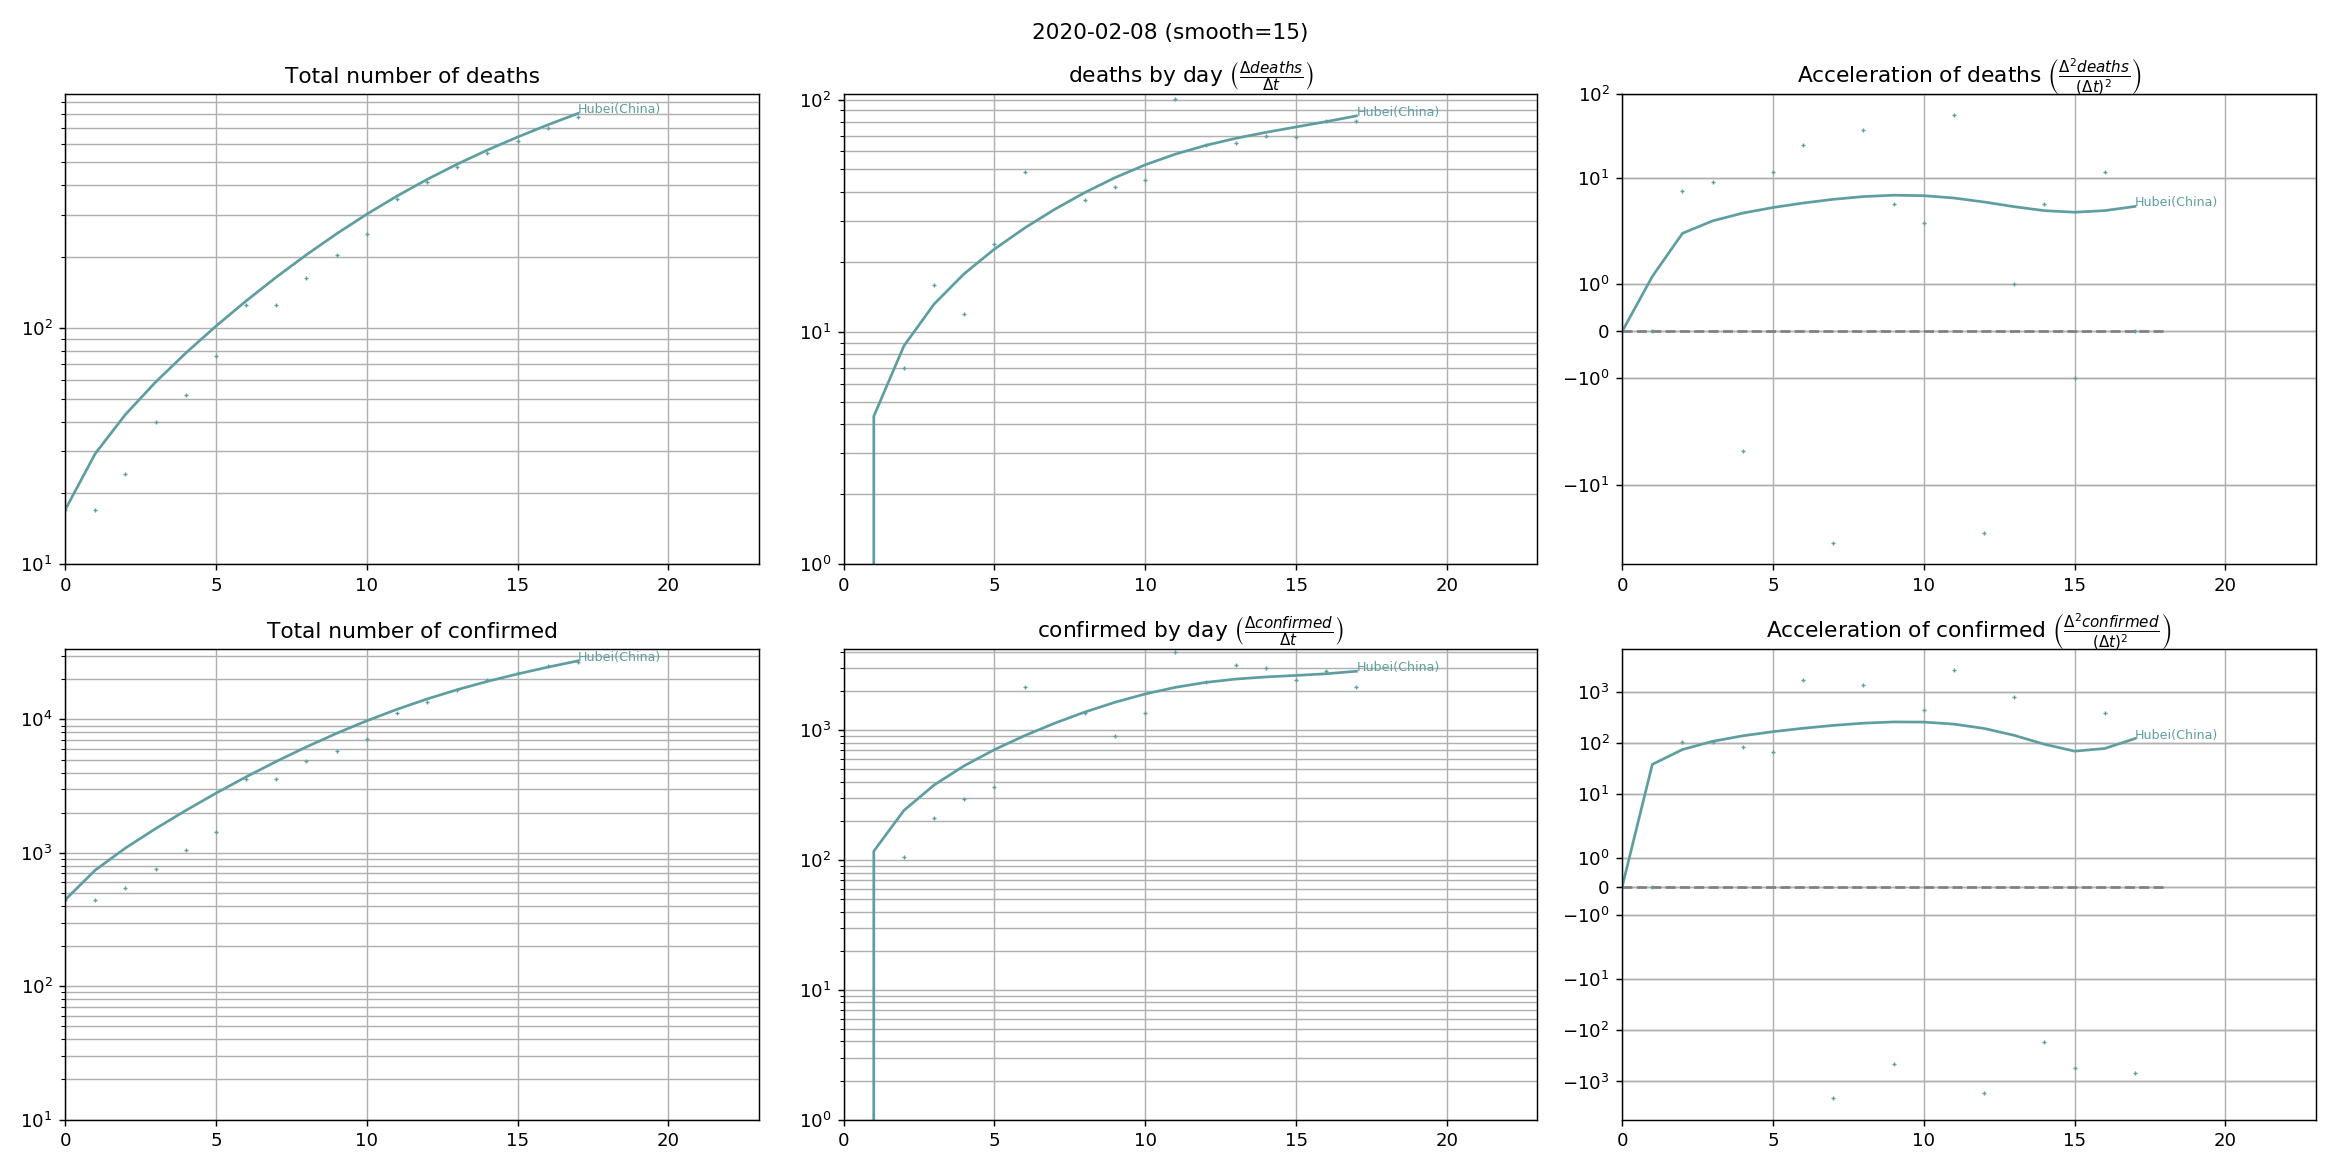 2020-02-08 (smooth=15)
Total number of deaths
Hubei(China)
10²
10¹
0 5 10 15 20
deaths by day (Δdeaths/Δt)
Hubei(China)
10²
10¹
10⁰
0 5 10 15 20
Acceleration of deaths (Δ²deaths/(Δt)²)
Hubei(China)
10²
10¹
10⁰
0
−10⁰
−10¹
0 5 10 15 20
Total number of confirmed
Hubei(China)
10⁴
10³
10²
10¹
0 5 10 15 20
confirmed by day (Δconfirmed/Δt)
Hubei(China)
10³
10²
10¹
10⁰
0 5 10 15 20
Acceleration of confirmed (Δ²confirmed/(Δt)²)
Hubei(China)
10³
10²
10¹
10⁰
0
−10⁰
−10¹
−10²
−10³
0 5 10 15 20